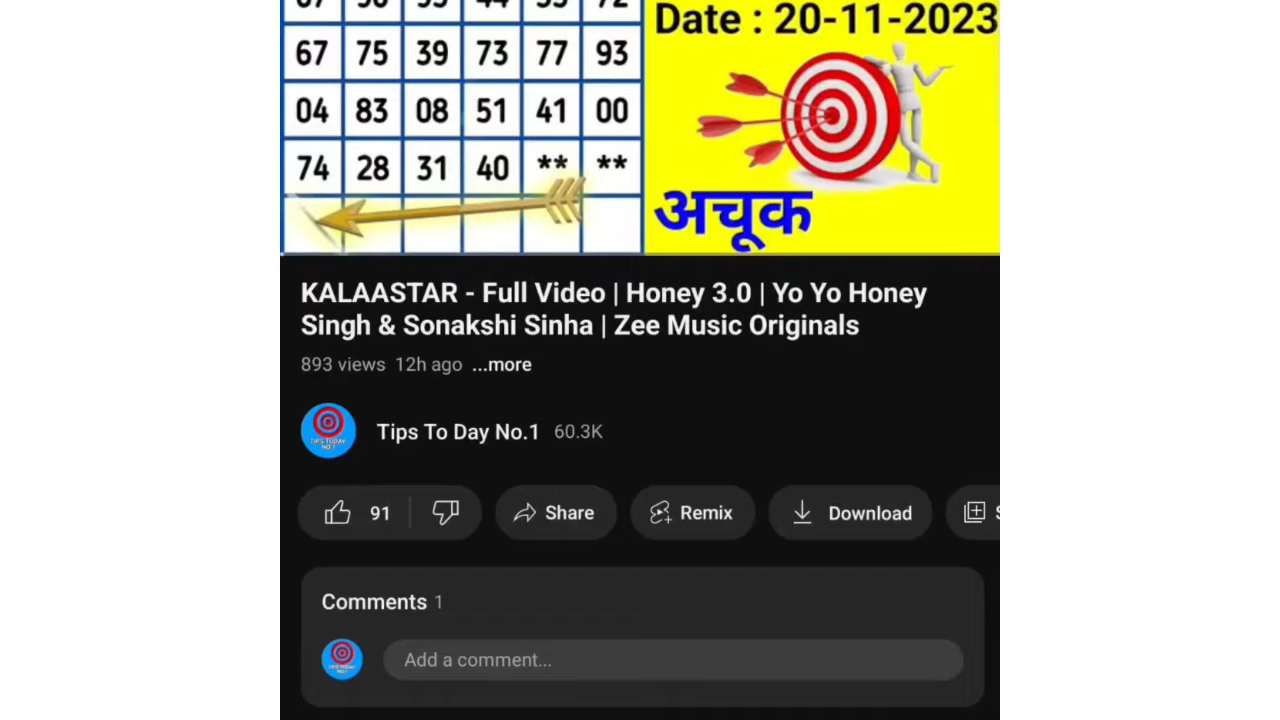 Date : 20-11-2023
67 75 39 73 77 93
04 83 08 51 41 00
74 28 31 40 ** **
अचूक
KALAASTAR - Full Video | Honey 3.0 | Yo Yo Honey
Singh & Sonakshi Sinha | Zee Music Originals
893 views 12h ago ...more
Tips To Day No.1 60.3K
91 Share Remix Download
Comments 1
Add a comment...